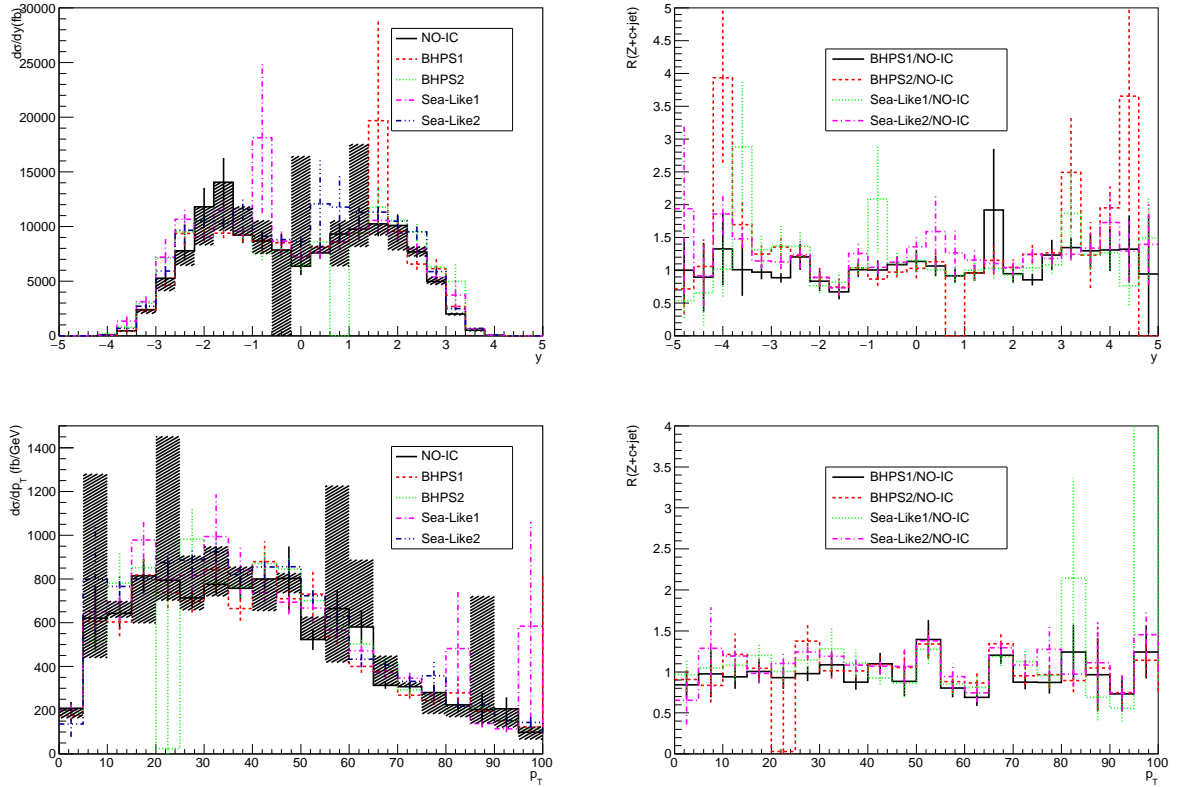 dσ/dy(fb)
30000
25000
20000
15000
10000
5000
0
NO-IC
BHPS1
BHPS2
Sea-Like1
Sea-Like2
−5 −4 −3 −2 −1 0 1 2 3 4 5
y
R(Z+c+jet)
5
4.5
4
3.5
3
2.5
2
1.5
1
0.5
0
BHPS1/NO-IC
BHPS2/NO-IC
Sea-Like1/NO-IC
Sea-Like2/NO-IC
−5 −4 −3 −2 −1 0 1 2 3 4 5
y
dσ/dp_T (fb/GeV)
1400
1200
1000
800
600
400
200
0
NO-IC
BHPS1
BHPS2
Sea-Like1
Sea-Like2
0 10 20 30 40 50 60 70 80 90 100
p_T
R(Z+c+jet)
4
3.5
3
2.5
2
1.5
1
0.5
0
BHPS1/NO-IC
BHPS2/NO-IC
Sea-Like1/NO-IC
Sea-Like2/NO-IC
0 10 20 30 40 50 60 70 80 90 100
p_T